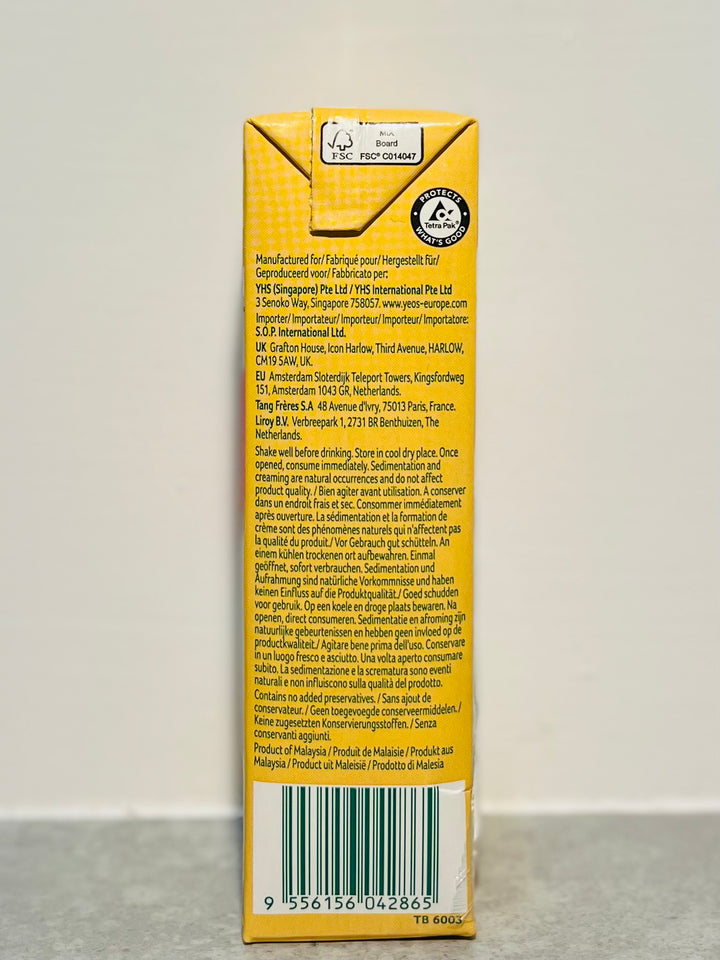 MIX
Board
FSC FSC® C014047
PROTECTS
Tetra Pak®
WHAT'S GOOD
Manufactured for/ Fabriqué pour/ Hergestellt für/
Geproduceerd voor/ Fabbricato per:
YHS (Singapore) Pte Ltd / YHS International Pte Ltd
3 Senoko Way, Singapore 758057. www.yeos-europe.com
Importer/ Importateur/ Importeur/ Importeur/ Importatore:
S.O.P. International Ltd.
UK Grafton House, Icon Harlow, Third Avenue, HARLOW,
CM19 5AW, UK.
EU Amsterdam Sloterdijk Teleport Towers, Kingsfordweg
151, Amsterdam 1043 GR, Netherlands.
Tang Frères S.A 48 Avenue d'Ivry, 75013 Paris, France.
Liroy B.V. Verbreepark 1, 2731 BR Benthuizen, The
Netherlands.
Shake well before drinking. Store in cool dry place. Once
opened, consume immediately. Sedimentation and
creaming are natural occurrences and do not affect
product quality. / Bien agiter avant utilisation. A conserver
dans un endroit frais et sec. Consommer immédiatement
après ouverture. La sédimentation et la formation de
crème sont des phénomènes naturels qui n'affectent pas
la qualité du produit./ Vor Gebrauch gut schütteln. An
einem kühlen trockenen ort aufbewahren. Einmal
geöffnet, sofort verbrauchen. Sedimentation und
Aufrahmung sind natürliche Vorkommnisse und haben
keinen Einfluss auf die Produktqualität./ Goed schudden
voor gebruik. Op een koele en droge plaats bewaren. Na
openen, direct consumeren. Sedimentatie en afroming zijn
natuurlijke gebeurtenissen en hebben geen invloed op de
productkwaliteit./ Agitare bene prima dell'uso. Conservare
in un luogo fresco e asciutto. Una volta aperto consumare
subito. La sedimentazione e la scrematura sono eventi
naturali e non influiscono sulla qualità del prodotto.
Contains no added preservatives. / Sans ajout de
conservateur. / Geen toegevoegde conserveermiddelen. /
Keine zugesetzten Konservierungsstoffen. / Senza
conservanti aggiunti.
Product of Malaysia / Produit de Malaisie / Produkt aus
Malaysia / Product uit Maleisië / Prodotto di Malesia
9 556156 042865
TB 6003